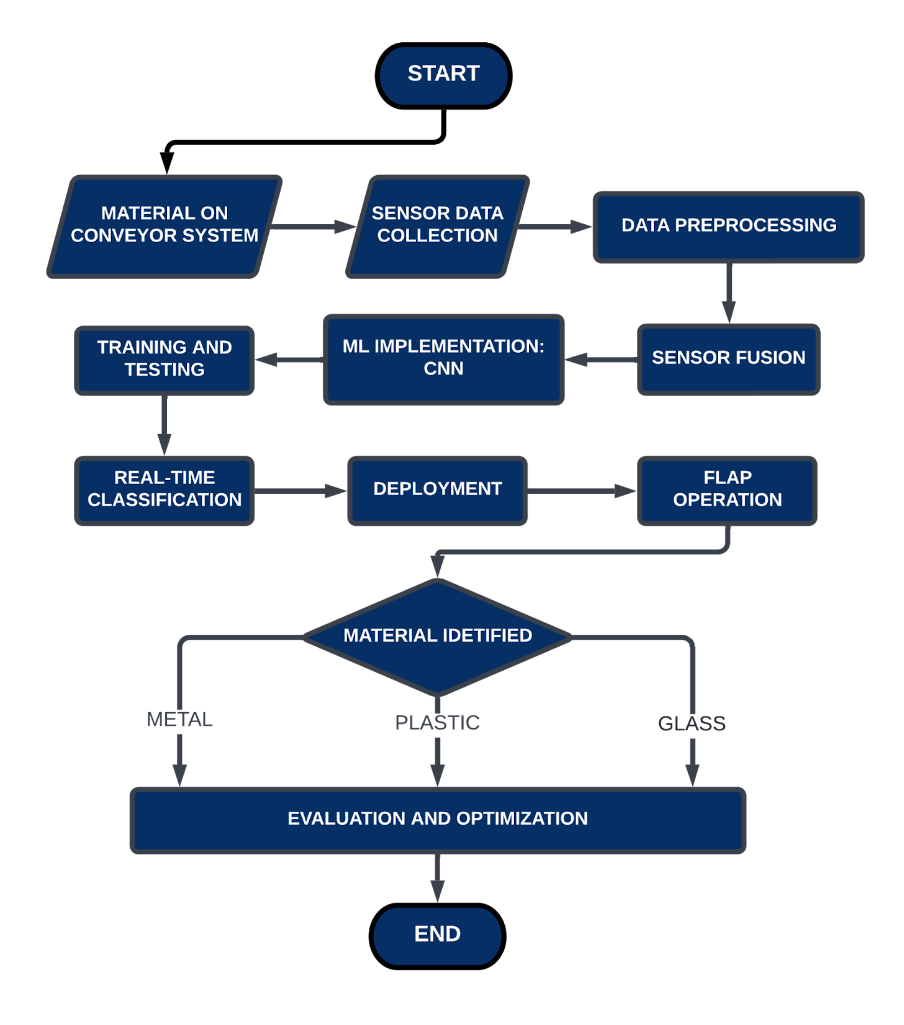 START
MATERIAL ON
CONVEYOR SYSTEM
SENSOR DATA
COLLECTION
DATA PREPROCESSING
TRAINING AND
TESTING
ML IMPLEMENTATION:
CNN
SENSOR FUSION
REAL-TIME
CLASSIFICATION
DEPLOYMENT
FLAP
OPERATION
MATERIAL IDETIFIED
METAL
PLASTIC
GLASS
EVALUATION AND OPTIMIZATION
END